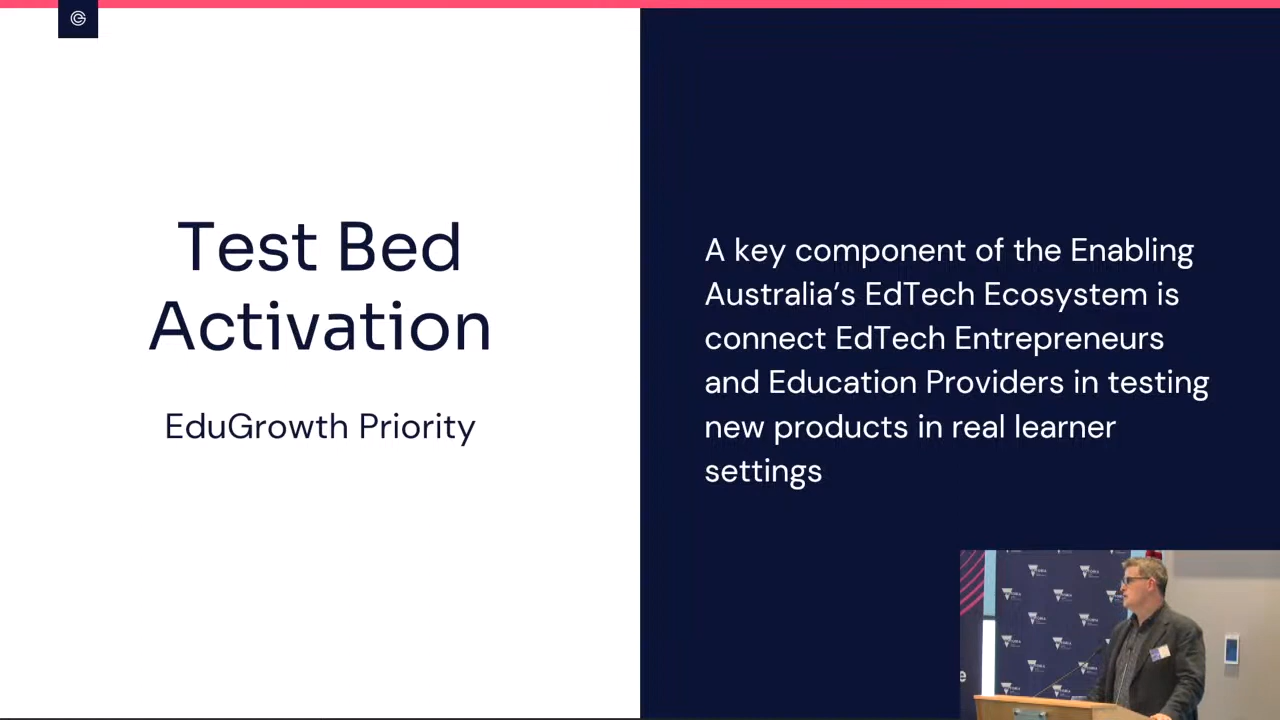 Test Bed
Activation
EduGrowth Priority
A key component of the Enabling
Australia’s EdTech Ecosystem is
connect EdTech Entrepreneurs
and Education Providers in testing
new products in real learner
settings